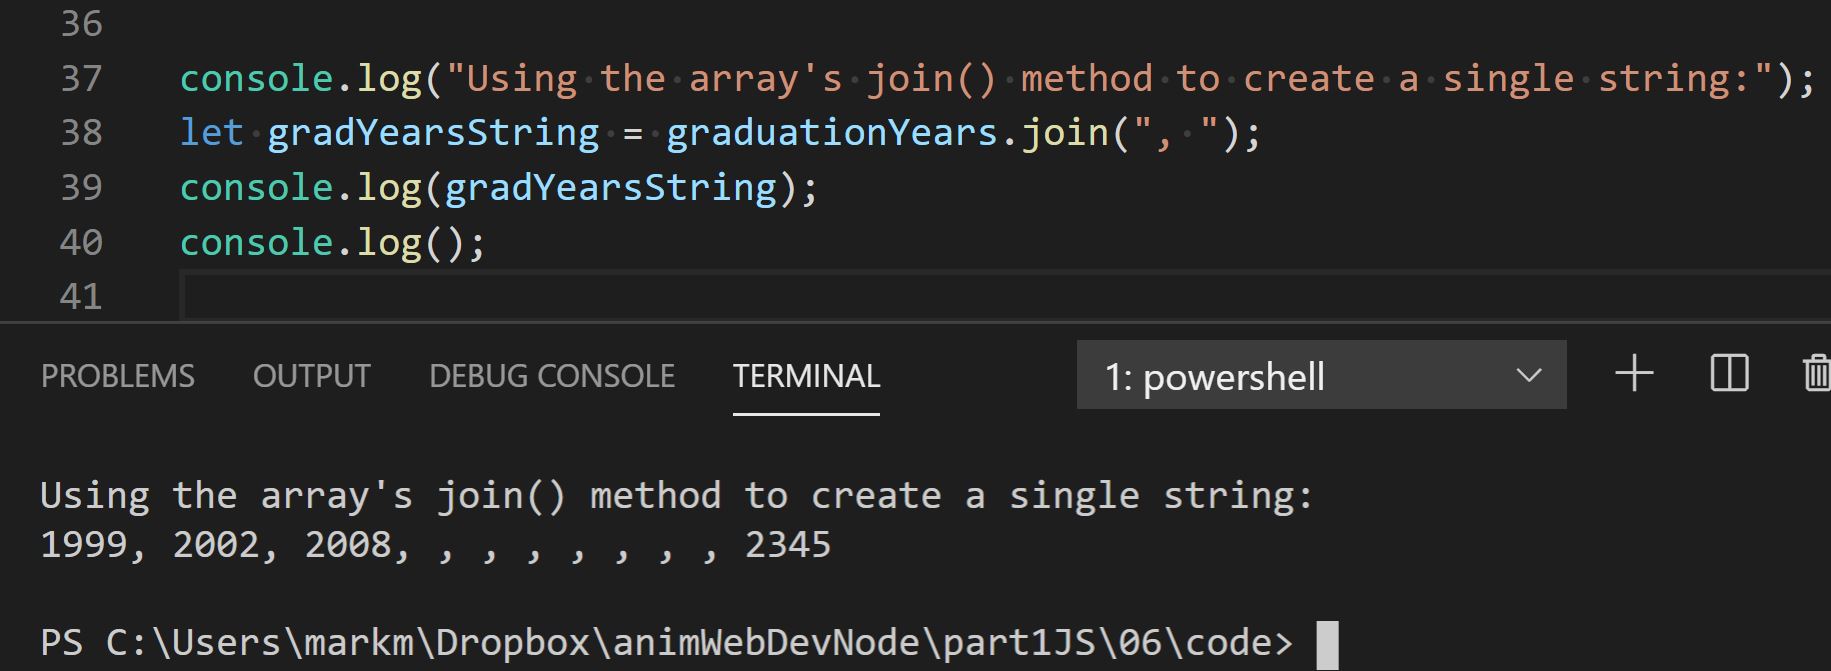 36
37 console.log("Using the array's join() method to create a single string:");
38 let gradYearsString = graduationYears.join(", ");
39 console.log(gradYearsString);
40 console.log();
41
PROBLEMS OUTPUT DEBUG CONSOLE TERMINAL 1: powershell
Using the array's join() method to create a single string:
1999, 2002, 2008, , , , , , , , 2345
PS C:\Users\markm\Dropbox\animWebDevNode\part1JS\06\code>